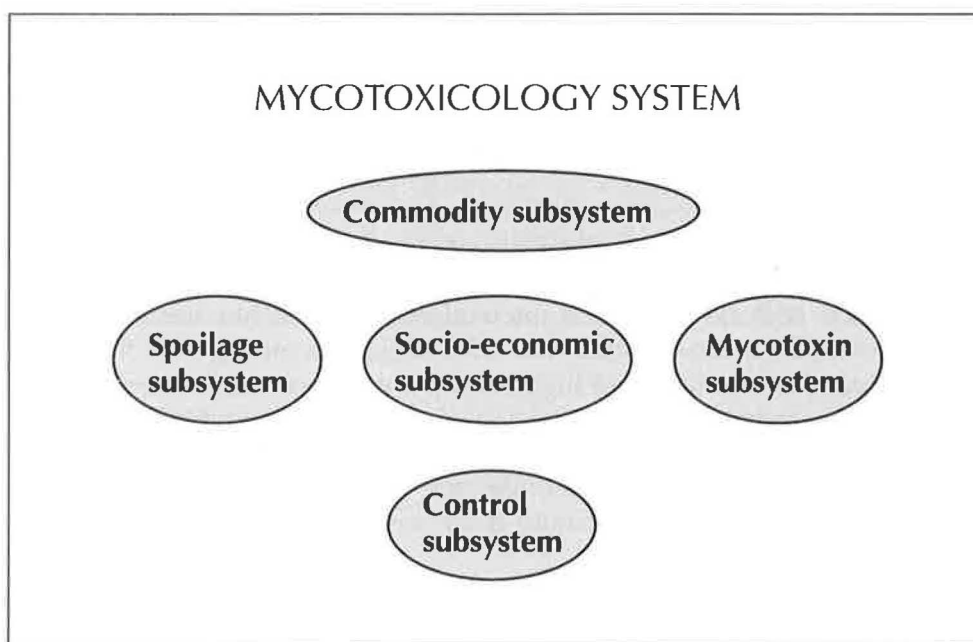 MYCOTOXICOLOGY SYSTEM
Commodity subsystem
Spoilage
subsystem
Socio-economic
subsystem
Mycotoxin
subsystem
Control
subsystem